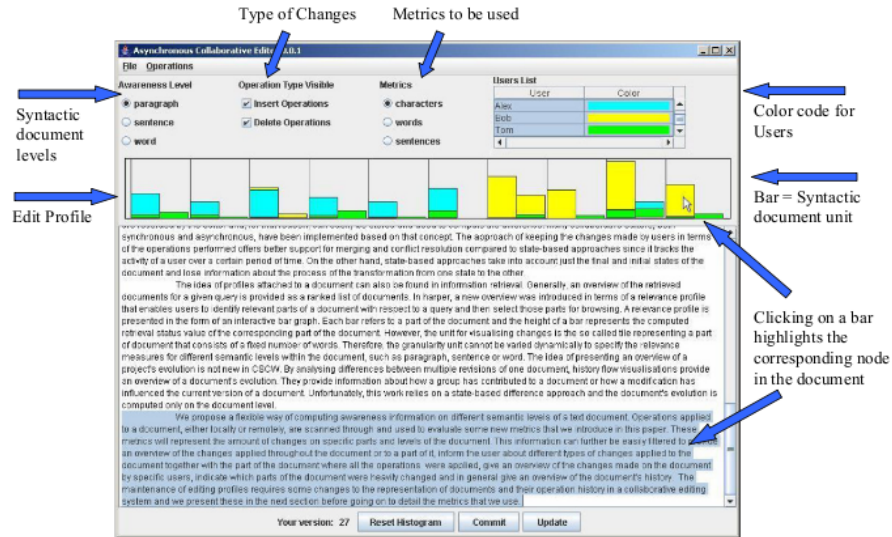 Type of Changes
Metrics to be used
Asynchronous Collaborative Editor 0.0.1
File Operations
Awareness Level
Operation Type Visible
Metrics
Users List
paragraph
Insert Operations
characters
User
Color
sentence
Delete Operations
words
Alex
Bob
word
sentences
Tom
Syntactic
document
levels
Color code for
Users
Edit Profile
Bar = Syntactic
document unit
synchronous and asynchronous, have been implemented based on that concept. The approach of keeping the changes made by users in terms
of the operations performed offers better support for merging and conflict resolution compared to state-based approaches since it tracks the
activity of a user over a certain period of time. On the other hand, state-based approaches take into account just the final and initial states of the
document and lose information about the process of the transformation from one state to the other.
The idea of profiles attached to a document can also be found in information retrieval. Generally, an overview of the retrieved
documents for a given query is provided as a ranked list of documents. In harper, a new overview was introduced in terms of a relevance profile
that enables users to identify relevant parts of a document with respect to a query and then select those parts for browsing. A relevance profile is
presented in the form of an interactive bar graph. Each bar refers to a part of the document and the height of a bar represents the computed
retrieval status value of the corresponding part of the document. However, the unit for visualising changes is the so called tile representing a part
of document that consists of a fixed number of words. Therefore, the granularity unit cannot be varied dynamically to specify the relevance
measures for different semantic levels within the document, such as paragraph, sentence or word. The idea of presenting an overview of a
project's evolution is not new in CSCW. By analysing differences between multiple revisions of one document, history flow visualisations provide
an overview of a document's evolution. They provide information about how a group has contributed to a document or how a modification has
influenced the current version of a document. Unfortunately, this work relies on a state-based difference approach and the document's evolution is
computed only on the document level.
We propose a flexible way of computing awareness information on different semantic levels of a text document. Operations applied
to a document, either locally or remotely, are scanned through and used to evaluate some new metrics that we introduce in this paper. These
metrics will represent the amount of changes on specific parts and levels of the document. This information can further be easily filtered to provide
an overview of the changes applied throughout the document or to a part of it, inform the user about different types of changes applied to the
document together with the part of the document where all the operations were applied, give an overview of the changes made on the document
by specific users, indicate which parts of the document were heavily changed and in general give an overview of the document's history. The
maintenance of editing profiles requires some changes to the representation of documents and their operation history in a collaborative editing
system and we present these in the next section before going on to detail the metrics that we use.
Clicking on a bar
highlights the
corresponding node
in the document
Your version: 27
Reset Histogram
Commit
Update